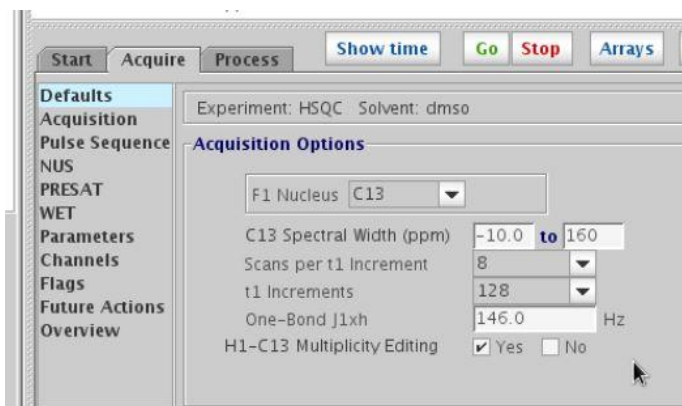 Start Acquire Process Show time Go Stop Arrays
Defaults
Acquisition
Pulse Sequence
NUS
PRESAT
WET
Parameters
Channels
Flags
Future Actions
Overview
Experiment: HSQC Solvent: dmso
Acquisition Options
F1 Nucleus C13
C13 Spectral Width (ppm) -10.0 to 160
Scans per t1 Increment 8
t1 Increments 128
One-Bond J1xh 146.0 Hz
H1-C13 Multiplicity Editing Yes No